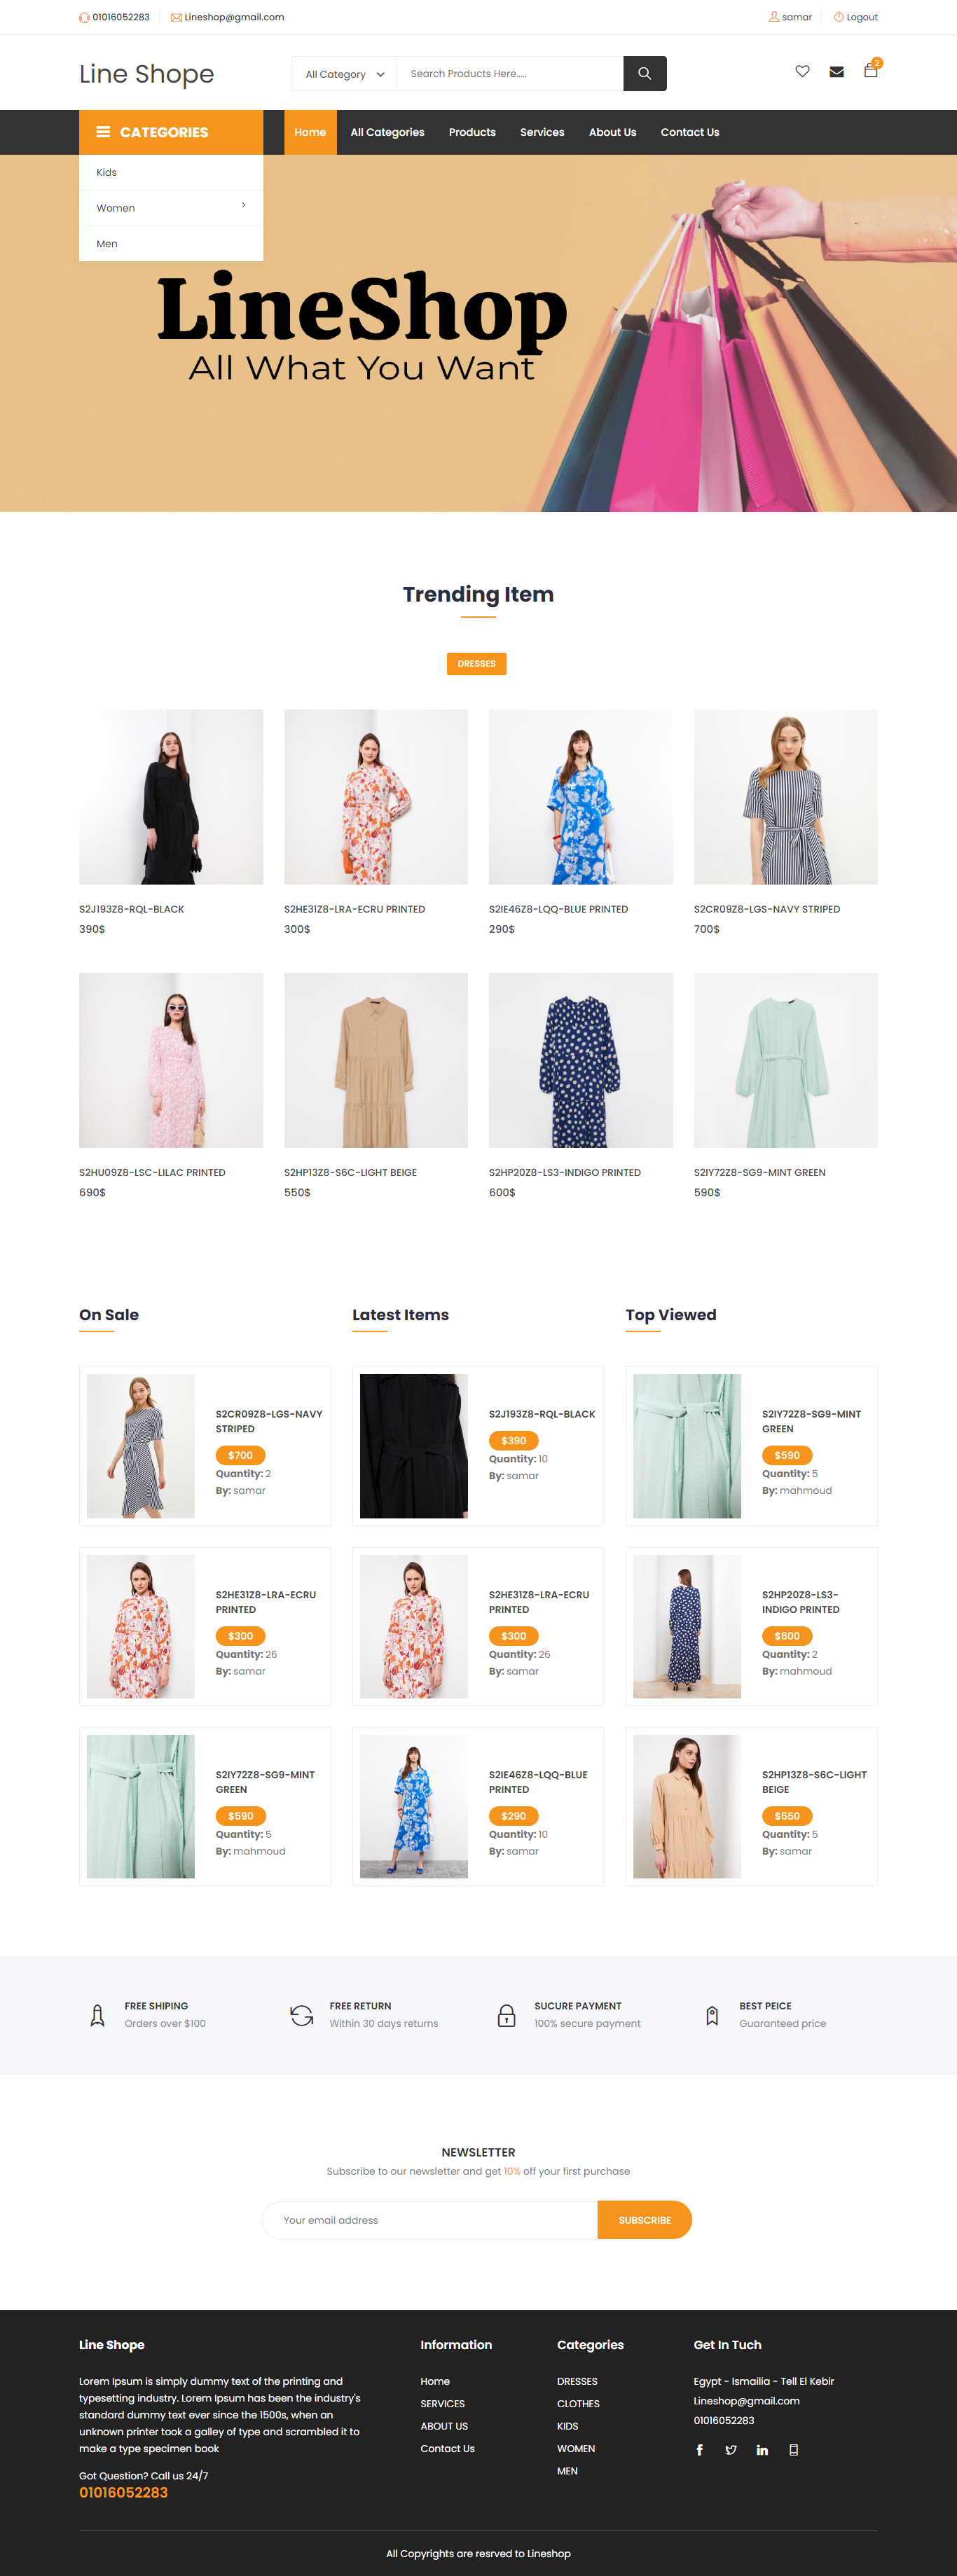 01016052283
Lineshop@gmail.com
samar
Logout
Line Shope
All Category
Search Products Here.....
2
CATEGORIES
Home
All Categories
Products
Services
About Us
Contact Us
Kids
Women
Men
LineShop
All What You Want
Trending Item
DRESSES
S2J193Z8-RQL-BLACK
390$
S2HE31Z8-LRA-ECRU PRINTED
300$
S2IE46Z8-LQQ-BLUE PRINTED
290$
S2CR09Z8-LGS-NAVY STRIPED
700$
S2HU09Z8-LSC-LILAC PRINTED
690$
S2HP13Z8-S6C-LIGHT BEIGE
550$
S2HP20Z8-LS3-INDIGO PRINTED
600$
S2IY72Z8-SG9-MINT GREEN
590$
On Sale
S2CR09Z8-LGS-NAVY
STRIPED
$700
Quantity: 2
By: samar
S2HE31Z8-LRA-ECRU
PRINTED
$300
Quantity: 26
By: samar
S2IY72Z8-SG9-MINT
GREEN
$590
Quantity: 5
By: mahmoud
Latest Items
S2J193Z8-RQL-BLACK
$390
Quantity: 10
By: samar
S2HE31Z8-LRA-ECRU
PRINTED
$300
Quantity: 26
By: samar
S2IE46Z8-LQQ-BLUE
PRINTED
$290
Quantity: 10
By: samar
Top Viewed
S2IY72Z8-SG9-MINT
GREEN
$590
Quantity: 5
By: mahmoud
S2HP20Z8-LS3-
INDIGO PRINTED
$600
Quantity: 2
By: mahmoud
S2HP13Z8-S6C-LIGHT
BEIGE
$550
Quantity: 5
By: samar
FREE SHIPING
Orders over $100
FREE RETURN
Within 30 days returns
SUCURE PAYMENT
100% secure payment
BEST PEICE
Guaranteed price
NEWSLETTER
Subscribe to our newsletter and get 10% off your first purchase
Your email address
SUBSCRIBE
Line Shope
Lorem Ipsum is simply dummy text of the printing and
typesetting industry. Lorem Ipsum has been the industry's
standard dummy text ever since the 1500s, when an
unknown printer took a galley of type and scrambled it to
make a type specimen book
Got Question? Call us 24/7
01016052283
Information
Home
SERVICES
ABOUT US
Contact Us
Categories
DRESSES
CLOTHES
KIDS
WOMEN
MEN
Get In Tuch
Egypt - Ismailia - Tell El Kebir
Lineshop@gmail.com
01016052283
All Copyrights are resrved to Lineshop